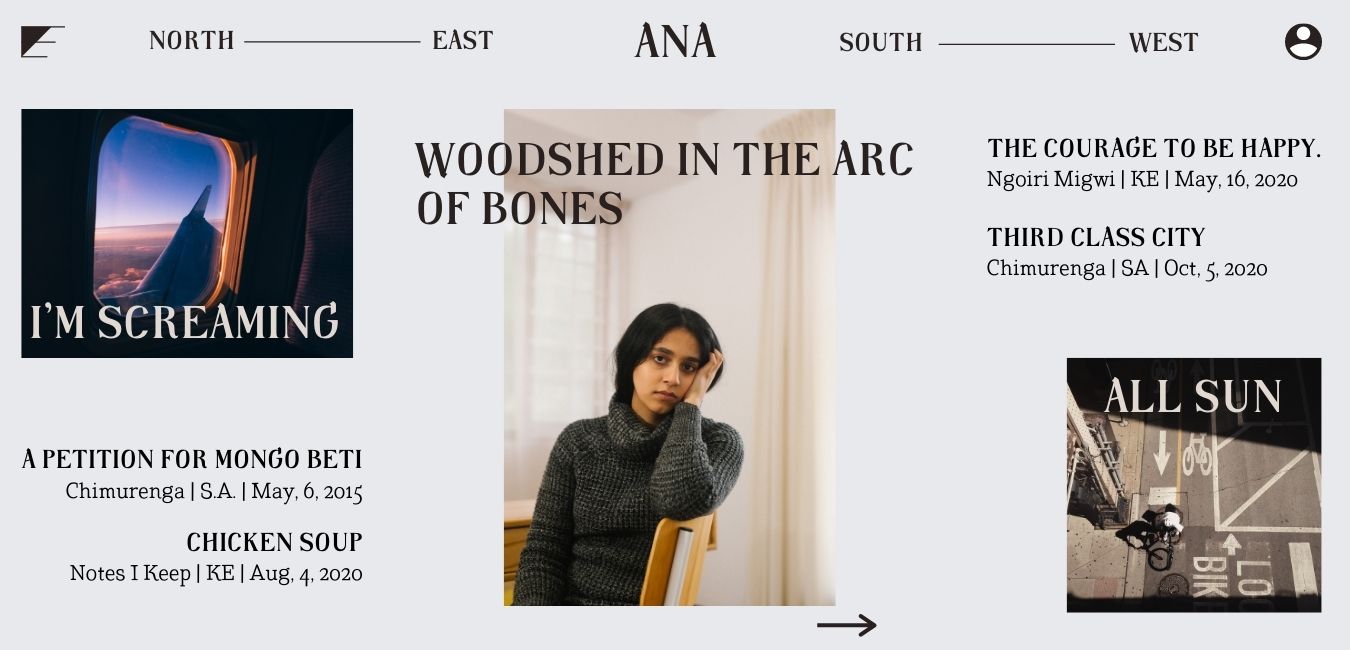 NORTH
EAST
ANA
SOUTH
WEST
I'M SCREAMING
A PETITION FOR MONGO BETI
Chimurenga | S.A. | May, 6, 2015
CHICKEN SOUP
Notes I Keep | KE | Aug, 4, 2020
WOODSHED IN THE ARC
OF BONES
THE COURAGE TO BE HAPPY.
Ngoiri Migwi | KE | May, 16, 2020
THIRD CLASS CITY
Chimurenga | SA | Oct, 5, 2020
ALL SUN